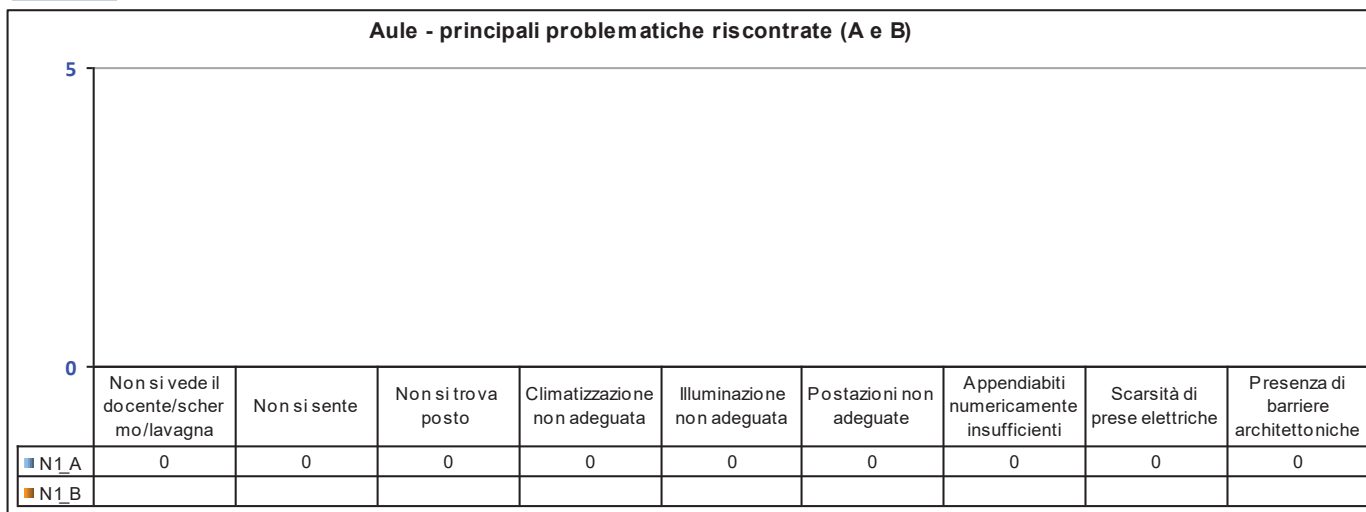 Aule - principali problematiche riscontrate (A e B)
5
0
Non si vede il docente/scher mo/lavagna
Non si sente
Non si trova posto
Climatizzazione non adeguata
Illuminazione non adeguata
Postazioni non adeguate
Appendiabiti numericamente insufficienti
Scarsità di prese elettriche
Presenza di barriere architettoniche
N1_A 0 0 0 0 0 0 0 0 0
N1_B